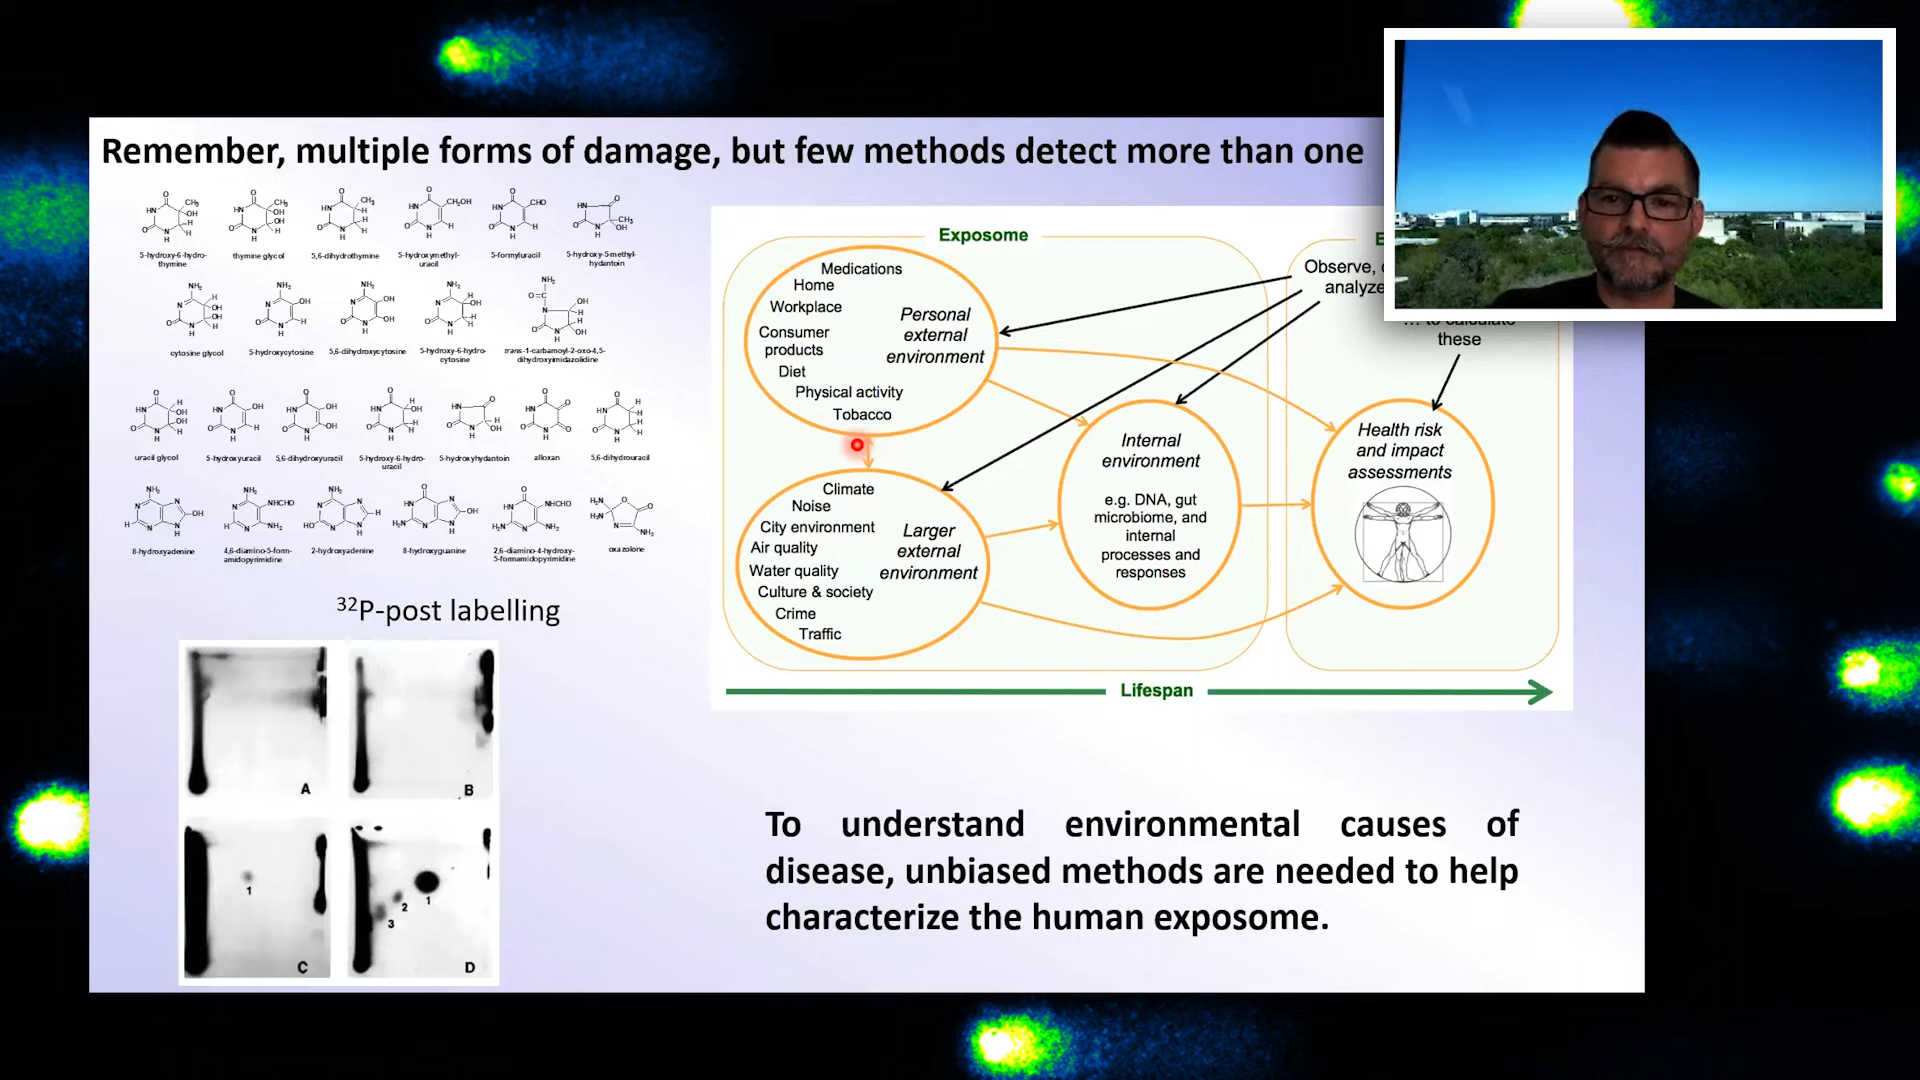 Remember, multiple forms of damage, but few methods detect more than one
5-hydroxy-6-hydro-
thymine
thymine glycol
5,6-dihydrothymine
5-hydroxymethyl-
uracil
5-formyluracil
5-hydroxy-5-methyl-
hydantoin
cytosine glycol
5-hydroxycytosine
5,6-dihydroxycytosine
5-hydroxy-6-hydro-
cytosine
trans-1-carbamoyl-2-oxo-4,5-
dihydroxyimidazolidine
uracil glycol
5-hydroxyuracil
5,6-dihydroxyuracil
5-hydroxy-6-hydro-
uracil
5-hydroxyhydantoin
alloxan
5,6-dihydrouracil
8-hydroxyadenine
4,6-diamino-5-form-
amidopyrimidine
2-hydroxyadenine
8-hydroxyguanine
2,6-diamino-4-hydroxy-
5-formamidopyrimidine
oxazolone
32P-post labelling
A
B
1
C
1
2
3
D
Exposome
Medications
Home
Workplace
Consumer
products
Diet
Physical activity
Tobacco
Personal
external
environment
Climate
Noise
City environment
Air quality
Water quality
Culture & society
Crime
Traffic
Larger
external
environment
Internal
environment
e.g. DNA, gut
microbiome, and
internal
processes and
responses
Observe,
analyze
... to calculate
these
Health risk
and impact
assessments
Lifespan
To understand environmental causes of
disease, unbiased methods are needed to help
characterize the human exposome.